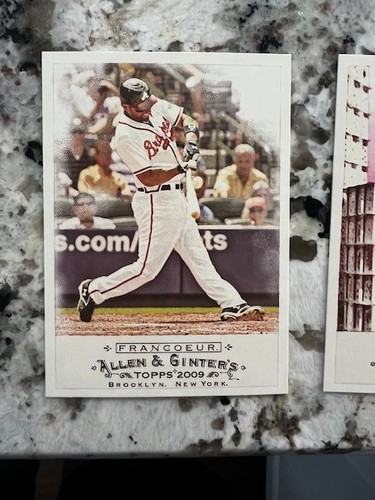 Braves
s.com/ ts
FRANCOEUR.
ALLEN & GINTER'S
TOPPS 2009
BROOKLYN. NEW YORK.